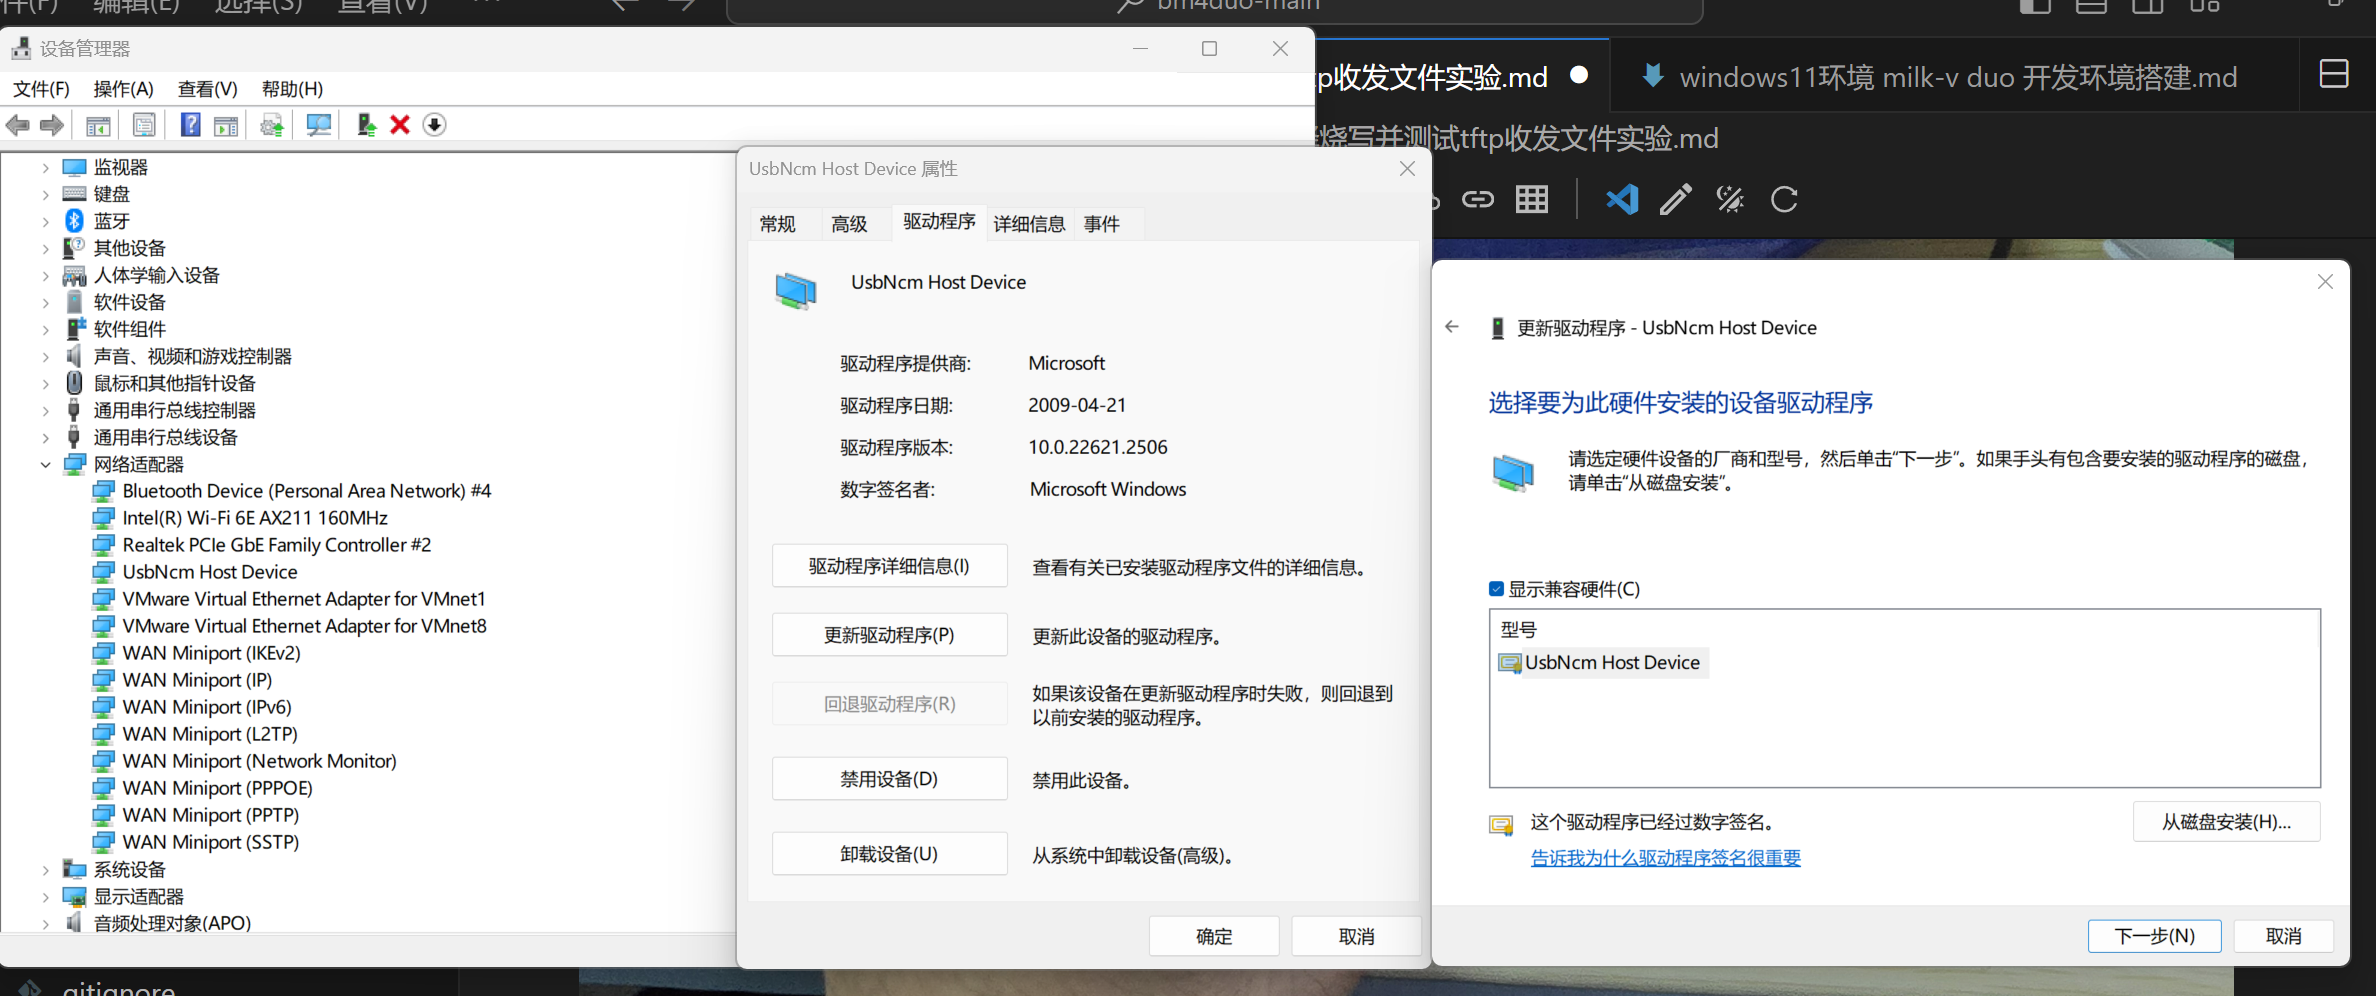 件(F)
编辑(E)
选择(S)
查看(V)
bm4duo-main
设备管理器
文件(F)
操作(A)
查看(V)
帮助(H)
监视器
键盘
蓝牙
其他设备
人体学输入设备
软件设备
软件组件
声音、视频和游戏控制器
鼠标和其他指针设备
通用串行总线控制器
通用串行总线设备
网络适配器
Bluetooth Device (Personal Area Network) #4
Intel(R) Wi-Fi 6E AX211 160MHz
Realtek PCIe GbE Family Controller #2
UsbNcm Host Device
VMware Virtual Ethernet Adapter for VMnet1
VMware Virtual Ethernet Adapter for VMnet8
WAN Miniport (IKEv2)
WAN Miniport (IP)
WAN Miniport (IPv6)
WAN Miniport (L2TP)
WAN Miniport (Network Monitor)
WAN Miniport (PPPOE)
WAN Miniport (PPTP)
WAN Miniport (SSTP)
系统设备
显示适配器
音频处理对象(APO)
.gitignore
tp收发文件实验.md
windows11环境 milk-v duo 开发环境搭建.md
烧写并测试tftp收发文件实验.md
UsbNcm Host Device 属性
常规
高级
驱动程序
详细信息
事件
UsbNcm Host Device
驱动程序提供商:
Microsoft
驱动程序日期:
2009-04-21
驱动程序版本:
10.0.22621.2506
数字签名者:
Microsoft Windows
驱动程序详细信息(I)
查看有关已安装驱动程序文件的详细信息。
更新驱动程序(P)
更新此设备的驱动程序。
回退驱动程序(R)
如果该设备在更新驱动程序时失败，则回退到
以前安装的驱动程序。
禁用设备(D)
禁用此设备。
卸载设备(U)
从系统中卸载设备(高级)。
确定
取消
更新驱动程序 - UsbNcm Host Device
选择要为此硬件安装的设备驱动程序
请选定硬件设备的厂商和型号，然后单击“下一步”。如果手头有包含要安装的驱动程序的磁盘，
请单击“从磁盘安装”。
显示兼容硬件(C)
型号
UsbNcm Host Device
这个驱动程序已经过数字签名。
从磁盘安装(H)...
告诉我为什么驱动程序签名很重要
下一步(N)
取消